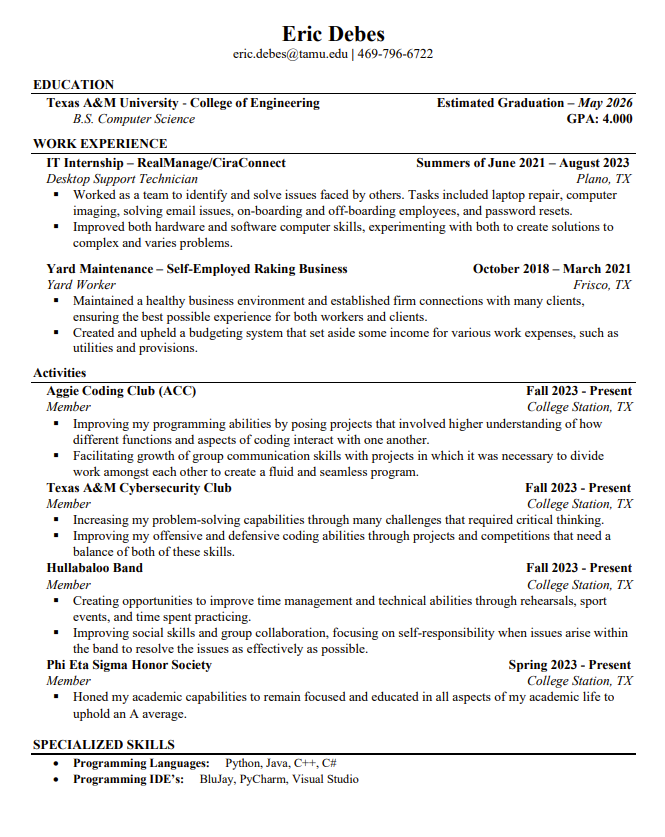 Eric Debes
eric.debes@tamu.edu | 469-796-6722
EDUCATION
Texas A&M University - College of Engineering Estimated Graduation – May 2026
B.S. Computer Science GPA: 4.000
WORK EXPERIENCE
IT Internship – RealManage/CiraConnect Summers of June 2021 – August 2023
Desktop Support Technician Plano, TX
▪ Worked as a team to identify and solve issues faced by others. Tasks included laptop repair, computer
imaging, solving email issues, on-boarding and off-boarding employees, and password resets.
▪ Improved both hardware and software computer skills, experimenting with both to create solutions to
complex and varies problems.
Yard Maintenance – Self-Employed Raking Business October 2018 – March 2021
Yard Worker Frisco, TX
▪ Maintained a healthy business environment and established firm connections with many clients,
ensuring the best possible experience for both workers and clients.
▪ Created and upheld a budgeting system that set aside some income for various work expenses, such as
utilities and provisions.
Activities
Aggie Coding Club (ACC) Fall 2023 - Present
Member College Station, TX
▪ Improving my programming abilities by posing projects that involved higher understanding of how
different functions and aspects of coding interact with one another.
▪ Facilitating growth of group communication skills with projects in which it was necessary to divide
work amongst each other to create a fluid and seamless program.
Texas A&M Cybersecurity Club Fall 2023 - Present
Member College Station, TX
▪ Increasing my problem-solving capabilities through many challenges that required critical thinking.
▪ Improving my offensive and defensive coding abilities through projects and competitions that need a
balance of both of these skills.
Hullabaloo Band Fall 2023 - Present
Member College Station, TX
▪ Creating opportunities to improve time management and technical abilities through rehearsals, sport
events, and time spent practicing.
▪ Improving social skills and group collaboration, focusing on self-responsibility when issues arise within
the band to resolve the issues as effectively as possible.
Phi Eta Sigma Honor Society Spring 2023 - Present
Member College Station, TX
▪ Honed my academic capabilities to remain focused and educated in all aspects of my academic life to
uphold an A average.
SPECIALIZED SKILLS
• Programming Languages: Python, Java, C++, C#
• Programming IDE's: BluJay, PyCharm, Visual Studio